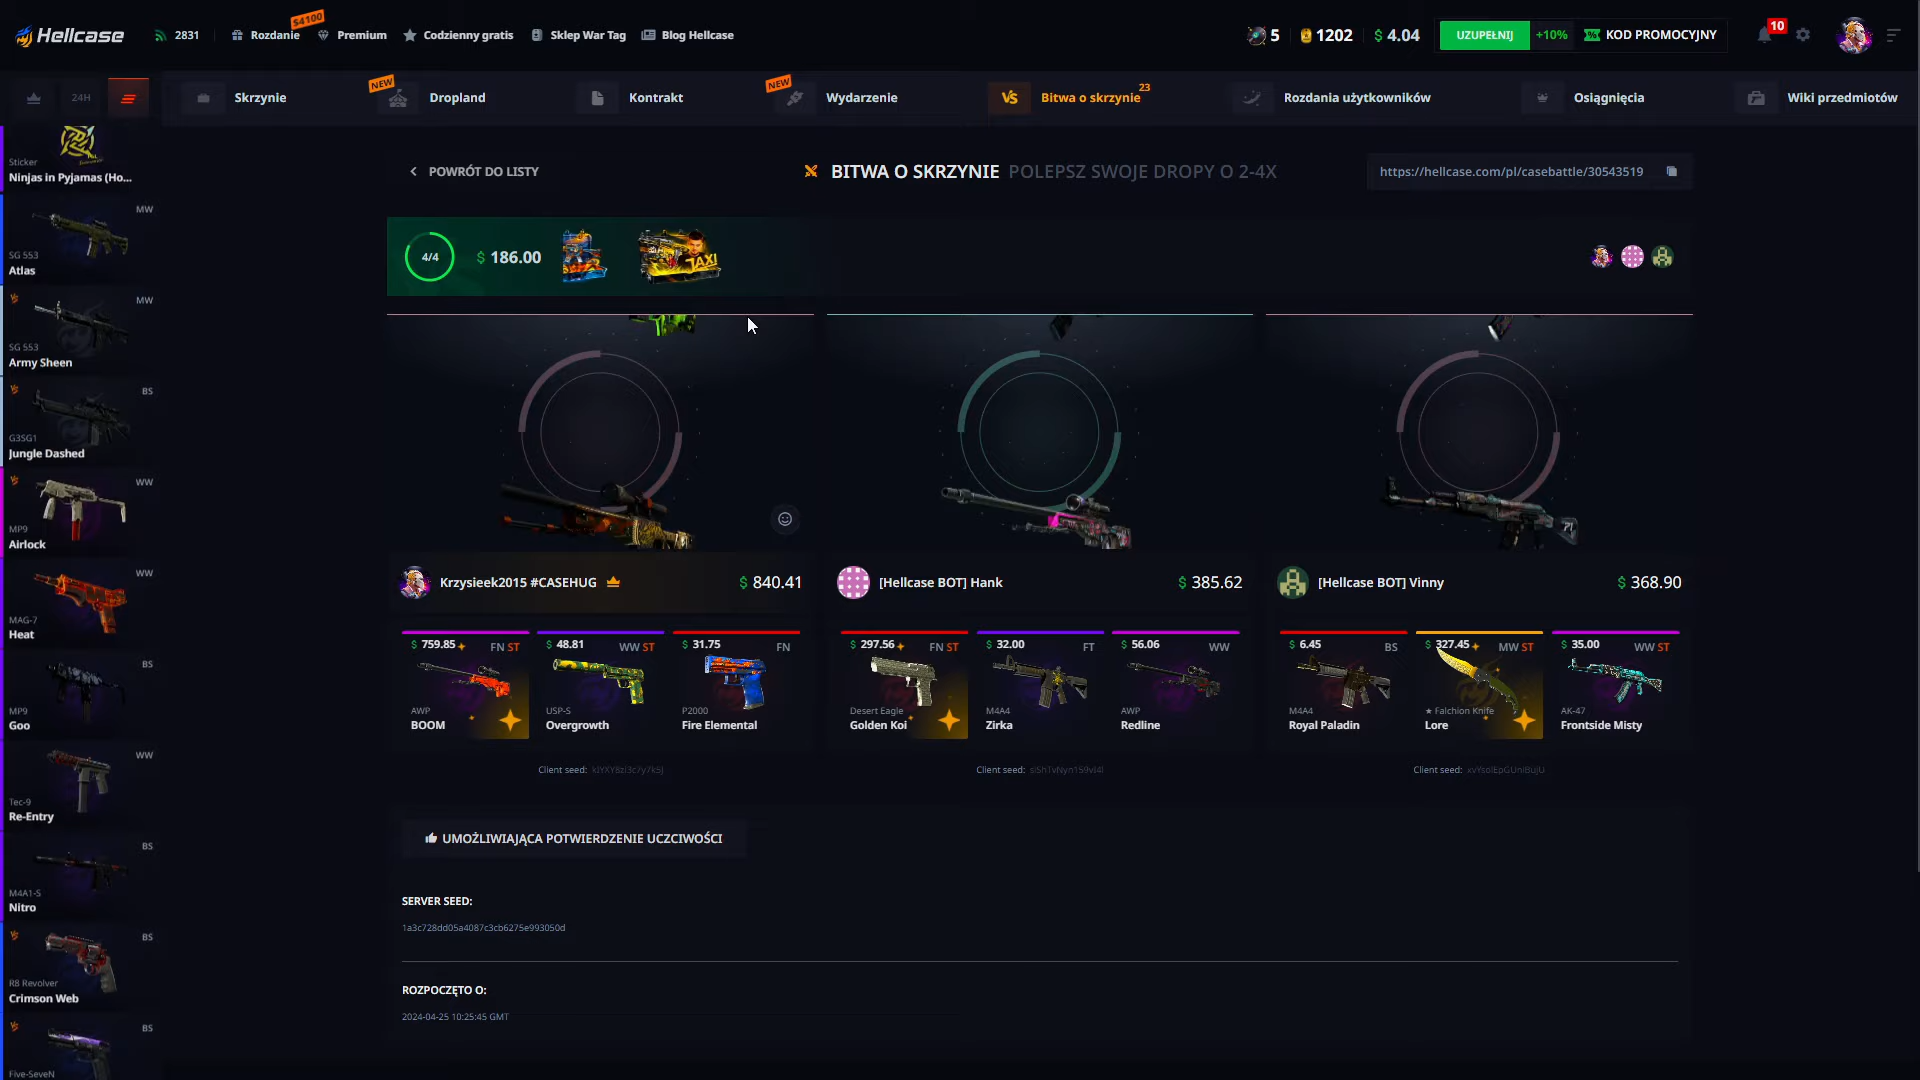 Hellcase
2831
$4100
Rozdanie
Premium
Codzienny gratis
Sklep War Tag
Blog Hellcase
5
1202
$ 4.04
UZUPEŁNIJ
+10%
KOD PROMOCYJNY
10
24H
Skrzynie
NEW
Dropland
Kontrakt
NEW
Wydarzenie
VS
Bitwa o skrzynie
23
Rozdania użytkowników
Osiągnięcia
Wiki przedmiotów
Sticker
Ninjas in Pyjamas (Ho...
MW
SG 553
Atlas
MW
SG 553
Army Sheen
BS
G3SG1
Jungle Dashed
WW
MP9
Airlock
WW
MAG-7
Heat
BS
MP9
Goo
WW
Tec-9
Re-Entry
BS
M4A1-S
Nitro
BS
R8 Revolver
Crimson Web
BS
Five-SeveN
POWRÓT DO LISTY
BITWA O SKRZYNIE POLEPSZ SWOJE DROPY O 2-4X
https://hellcase.com/pl/casebattle/30543519
4/4
$ 186.00
TAXI
Krzysieek2015 #CASEHUG
$ 840.41
[Hellcase BOT] Hank
$ 385.62
[Hellcase BOT] Vinny
$ 368.90
$ 759.85
FN ST
AWP
BOOM
$ 48.81
WW ST
USP-S
Overgrowth
$ 31.75
FN
P2000
Fire Elemental
$ 297.56
FN ST
Desert Eagle
Golden Koi
$ 32.00
FT
M4A4
Zirka
$ 56.06
WW
AWP
Redline
$ 6.45
BS
M4A4
Royal Paladin
$ 327.45
MW ST
★ Falchion Knife
Lore
$ 35.00
WW ST
AK-47
Frontside Misty
Client seed:
Client seed:
Client seed:
UMOŻLIWIAJĄCA POTWIERDZENIE UCZCIWOŚCI
SERVER SEED:
1a3c728dd05a4087c3cb6275e993050d
ROZPOCZĘTO O:
2024-04-25 10:25:45 GMT